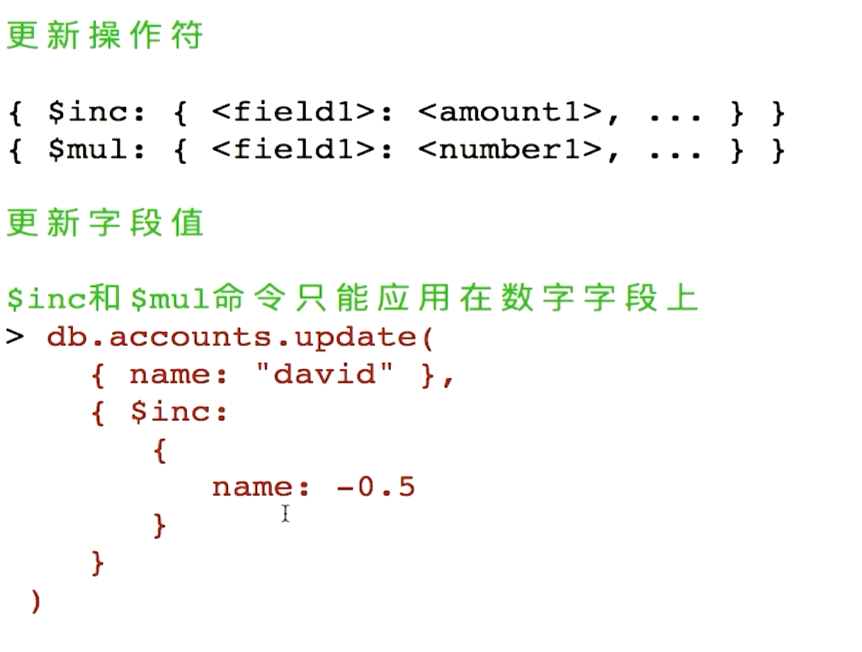 更新操作符
{ $inc: { <field1>: <amount1>, ... } }
{ $mul: { <field1>: <number1>, ... } }
更新字段值
$inc和$mul命令只能应用在数字字段上
> db.accounts.update(
{ name: "david" },
{ $inc:
{
name: -0.5
}
}
)